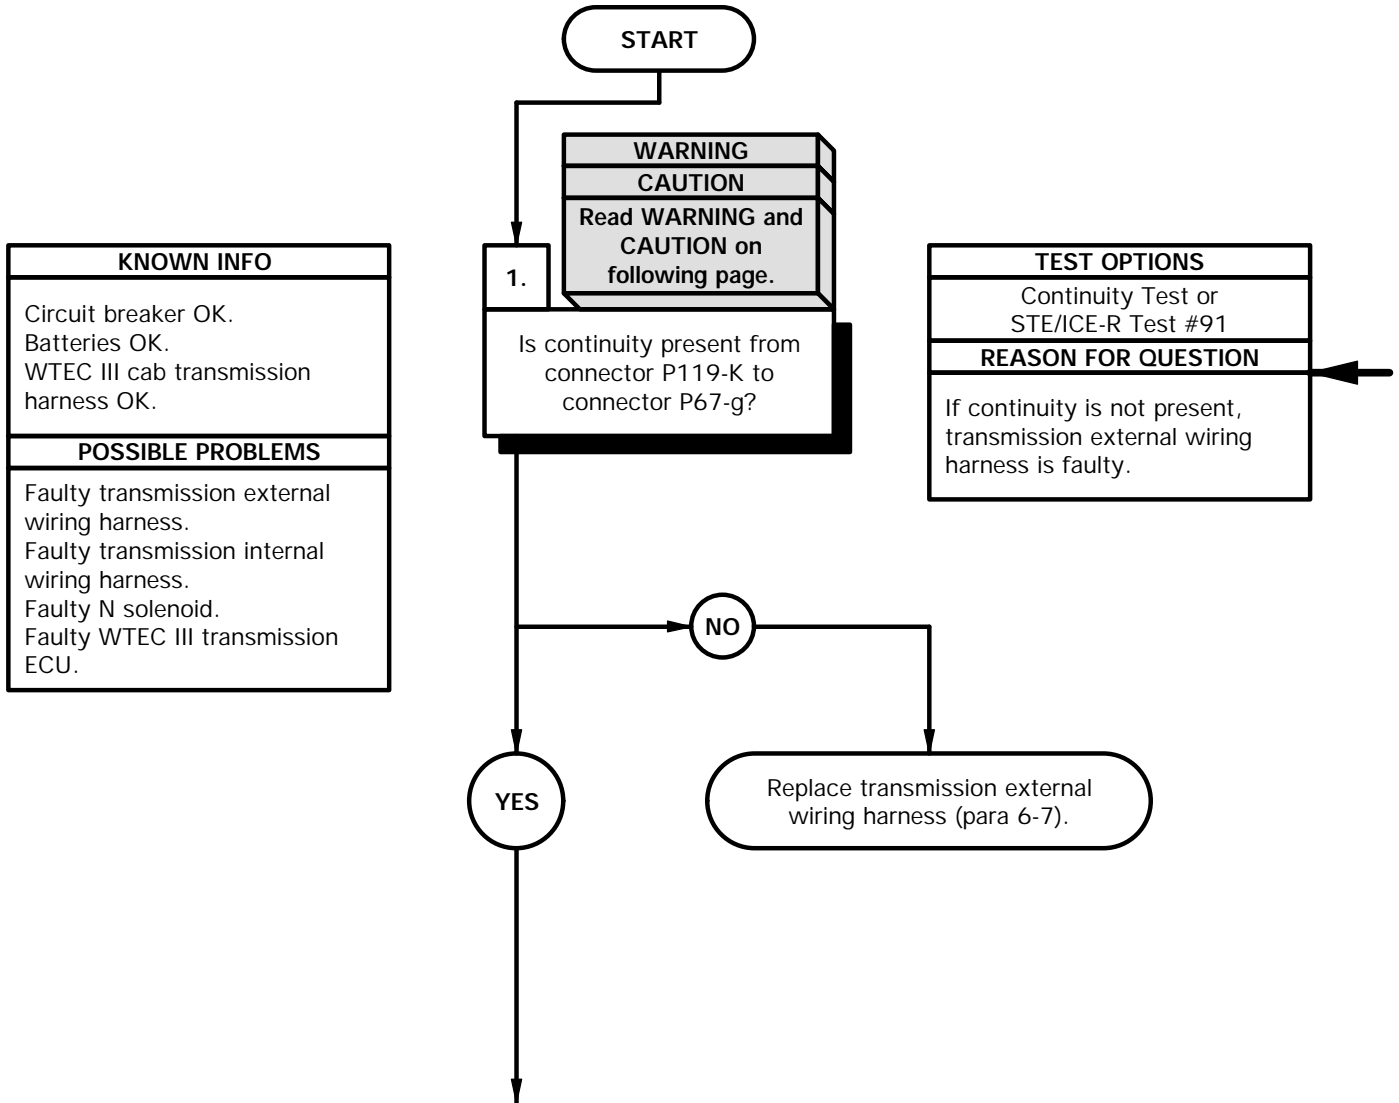 START
WARNING
CAUTION
Read WARNING and
CAUTION on
following page.
1.
Is continuity present from
connector P119-K to
connector P67-g?
KNOWN INFO
Circuit breaker OK.
Batteries OK.
WTEC III cab transmission
harness OK.
POSSIBLE PROBLEMS
Faulty transmission external
wiring harness.
Faulty transmission internal
wiring harness.
Faulty N solenoid.
Faulty WTEC III transmission
ECU.
TEST OPTIONS
Continuity Test or
STE/ICE-R Test #91
REASON FOR QUESTION
If continuity is not present,
transmission external wiring
harness is faulty.
NO
YES
Replace transmission external
wiring harness (para 6-7).